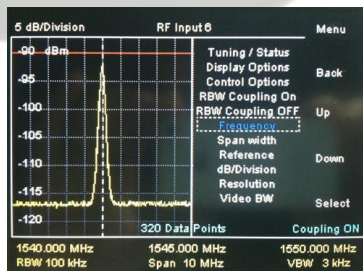 5 dB/Division RF Input 6 Menu
-90 dBm
Tuning / Status
Display Options
Back
-95
Control Options
RBW Coupling On
-100
RBW Coupling OFF
Up
Frequency
-105
Span width
Reference
Down
-110
dB/Division
Resolution
-115
Video BW
Select
-120
320 Data Points Coupling ON
1540.000 MHz 1545.000 MHz 1550.000 MHz
RBW 100 kHz Span 10 MHz VBW 3 kHz